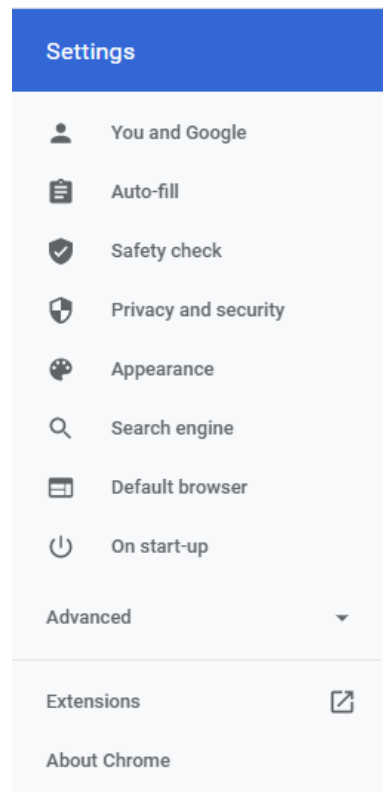 Settings
You and Google
Auto-fill
Safety check
Privacy and security
Appearance
Search engine
Default browser
On start-up
Advanced
Extensions
About Chrome